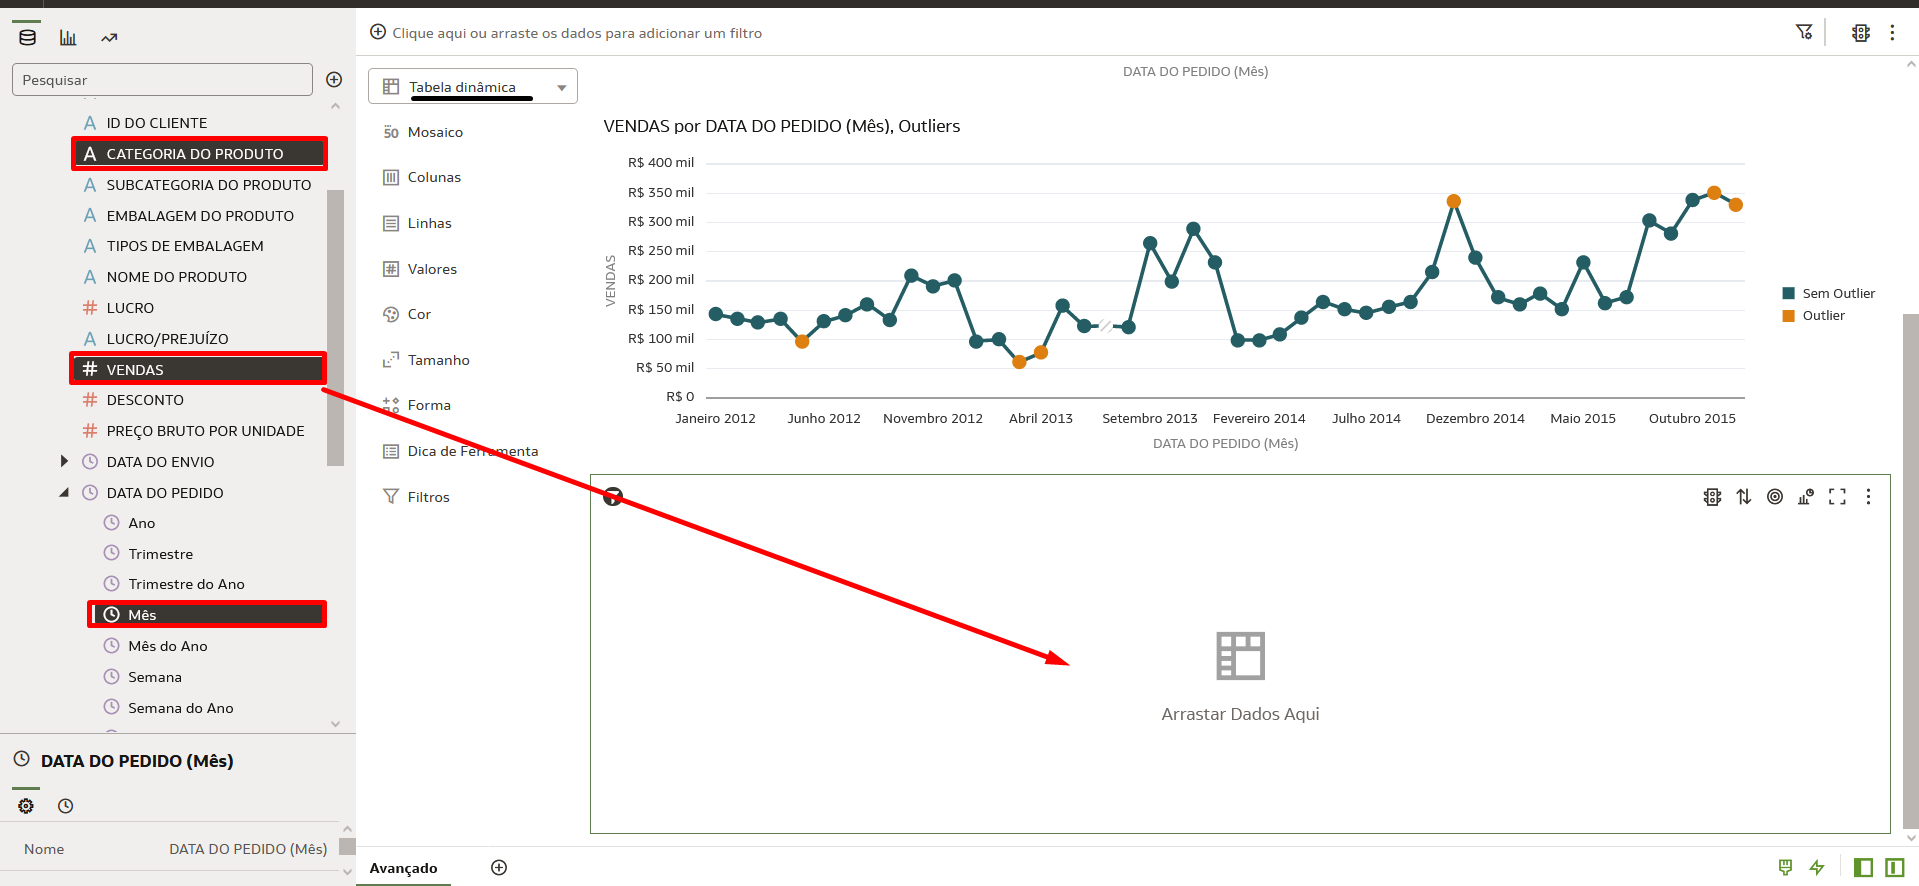 Clique aqui ou arraste os dados para adicionar um filtro
Pesquisar
ID DO CLIENTE
CATEGORIA DO PRODUTO
SUBCATEGORIA DO PRODUTO
EMBALAGEM DO PRODUTO
TIPOS DE EMBALAGEM
NOME DO PRODUTO
LUCRO
LUCRO/PREJUÍZO
VENDAS
DESCONTO
PREÇO BRUTO POR UNIDADE
DATA DO ENVIO
DATA DO PEDIDO
Ano
Trimestre
Trimestre do Ano
Mês
Mês do Ano
Semana
Semana do Ano
DATA DO PEDIDO (Mês)
Nome DATA DO PEDIDO (Mês)
Tabela dinâmica
Mosaico
Colunas
Linhas
Valores
Cor
Tamanho
Forma
Dica de Ferramenta
Filtros
DATA DO PEDIDO (Mês)
VENDAS por DATA DO PEDIDO (Mês), Outliers
VENDAS
R$ 400 mil
R$ 350 mil
R$ 300 mil
R$ 250 mil
R$ 200 mil
R$ 150 mil
R$ 100 mil
R$ 50 mil
R$ 0
Janeiro 2012 Junho 2012 Novembro 2012 Abril 2013 Setembro 2013 Fevereiro 2014 Julho 2014 Dezembro 2014 Maio 2015 Outubro 2015
DATA DO PEDIDO (Mês)
Sem Outlier
Outlier
Arrastar Dados Aqui
Avançado